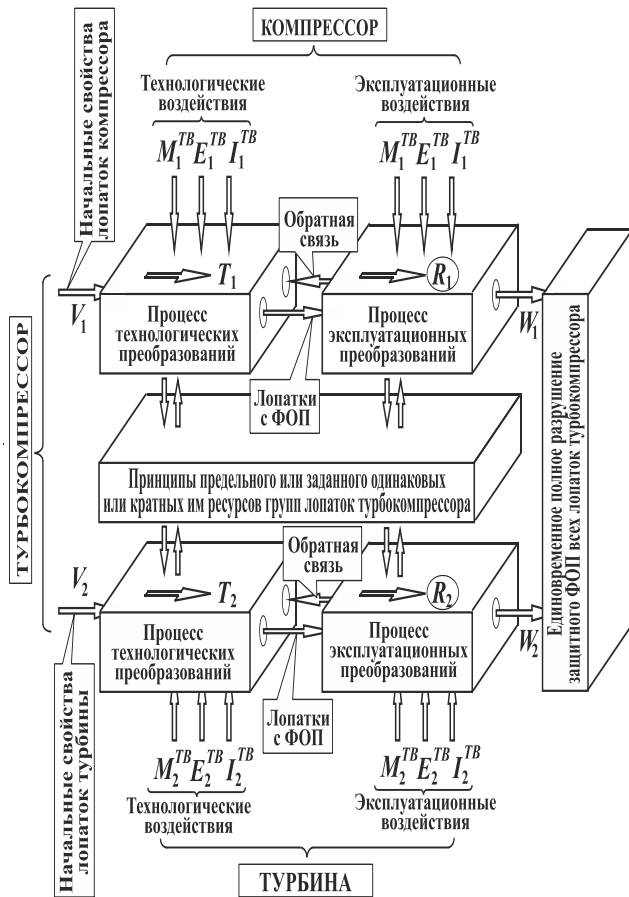 КОМПРЕССОР
Технологические
воздействия
Эксплуатационные
воздействия
M₁ᵀᴮ E₁ᵀᴮ I₁ᵀᴮ
M₁ᵀᴮ E₁ᵀᴮ I₁ᵀᴮ
Начальные свойства
лопаток компрессора
Обратная
связь
T₁
R₁
V₁
Процесс
технологических
преобразований
Процесс
эксплуатационных
преобразований
W₁
Лопатки
с ФОП
ТУРБОКОМПРЕССОР
Принципы предельного или заданного одинаковых
или кратных им ресурсов групп лопаток турбокомпрессора
Единовременное полное разрушение
защитного ФОП всех лопаток турбокомпрессора
Обратная
связь
V₂
T₂
R₂
Процесс
технологических
преобразований
Процесс
эксплуатационных
преобразований
W₂
Лопатки
с ФОП
Начальные свойства
лопаток турбины
M₂ᵀᴮ E₂ᵀᴮ I₂ᵀᴮ
M₂ᵀᴮ E₂ᵀᴮ I₂ᵀᴮ
Технологические
воздействия
Эксплуатационные
воздействия
ТУРБИНА